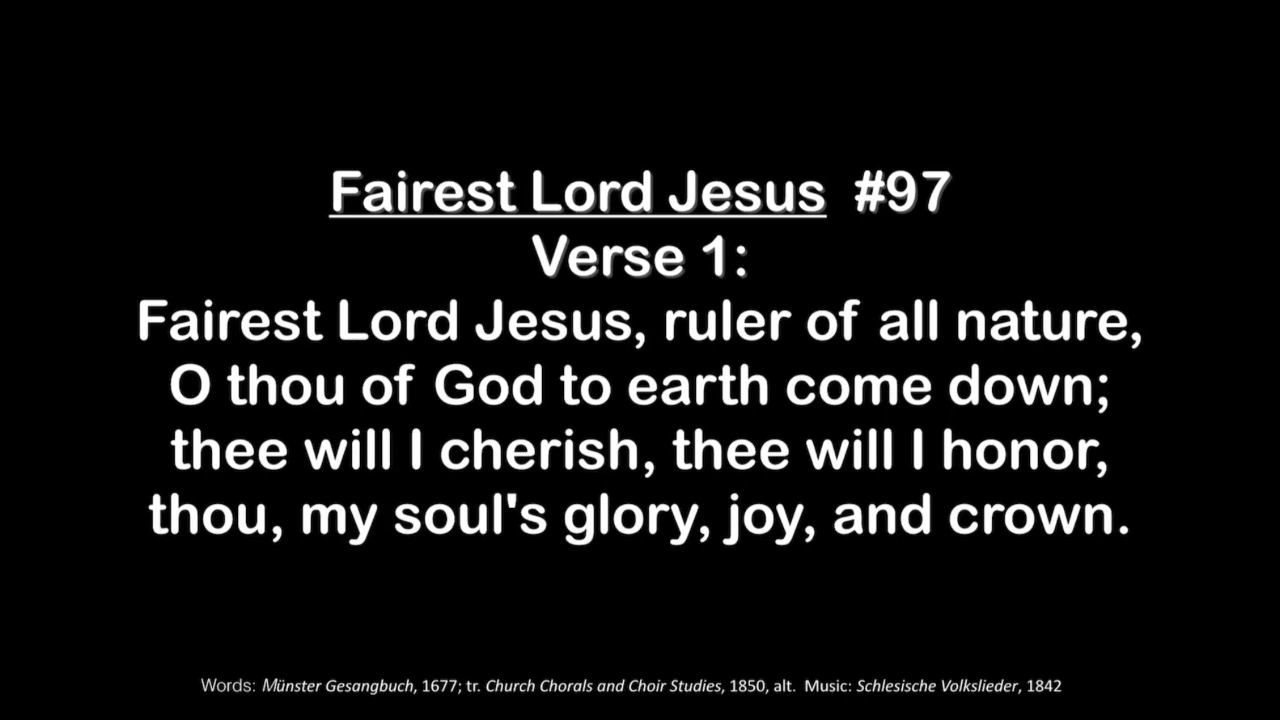 Fairest Lord Jesus #97
Verse 1:
Fairest Lord Jesus, ruler of all nature,
O thou of God to earth come down;
thee will I cherish, thee will I honor,
thou, my soul's glory, joy, and crown.
Words: Münster Gesangbuch, 1677; tr. Church Chorals and Choir Studies, 1850, alt. Music: Schlesische Volkslieder, 1842